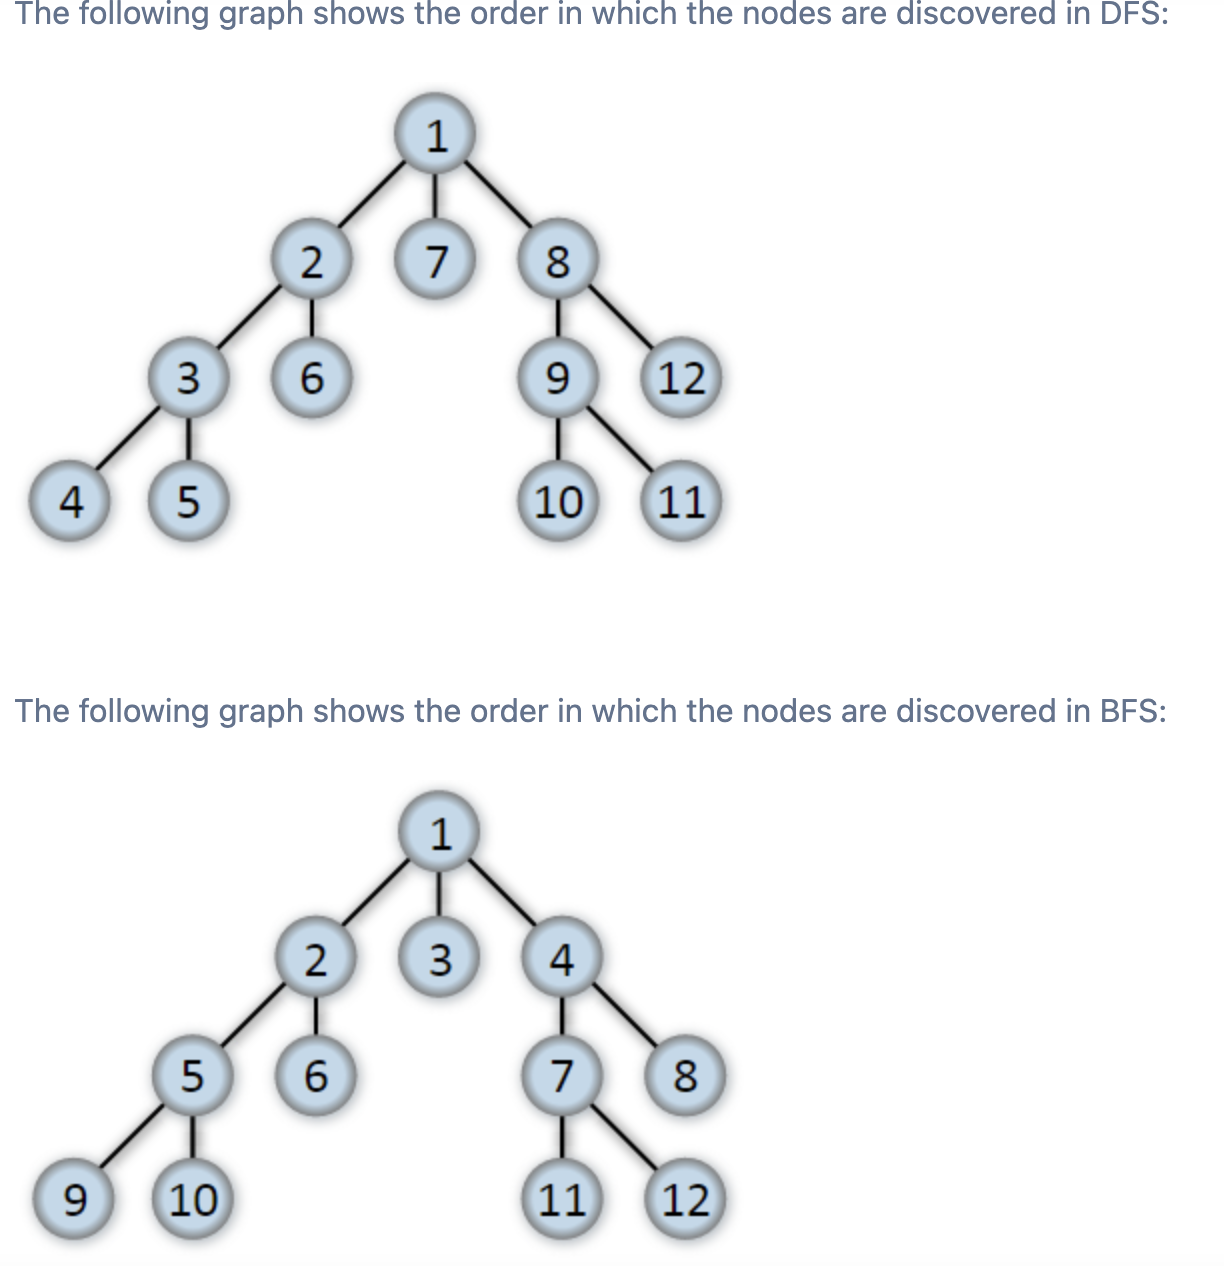 The following graph shows the order in which the nodes are discovered in DFS:
1
2 7 8
3 6 9 12
4 5 10 11
The following graph shows the order in which the nodes are discovered in BFS:
1
2 3 4
5 6 7 8
9 10 11 12